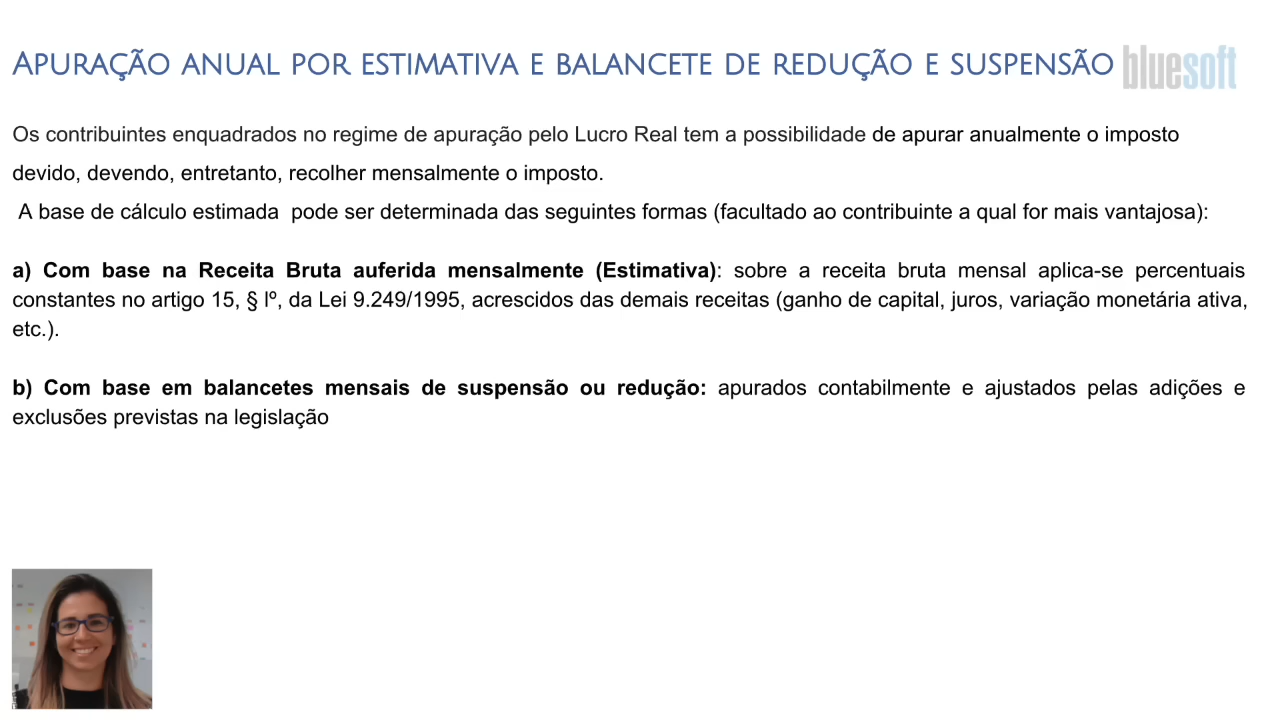 APURAÇÃO ANUAL POR ESTIMATIVA E BALANCETE DE REDUÇÃO E SUSPENSÃO bluesoft
Os contribuintes enquadrados no regime de apuração pelo Lucro Real tem a possibilidade de apurar anualmente o imposto
devido, devendo, entretanto, recolher mensalmente o imposto.
A base de cálculo estimada  pode ser determinada das seguintes formas (facultado ao contribuinte a qual for mais vantajosa):
a) Com base na Receita Bruta auferida mensalmente (Estimativa): sobre a receita bruta mensal aplica-se percentuais
constantes no artigo 15, § lº, da Lei 9.249/1995, acrescidos das demais receitas (ganho de capital, juros, variação monetária ativa,
etc.).
b) Com base em balancetes mensais de suspensão ou redução: apurados contabilmente e ajustados pelas adições e
exclusões previstas na legislação